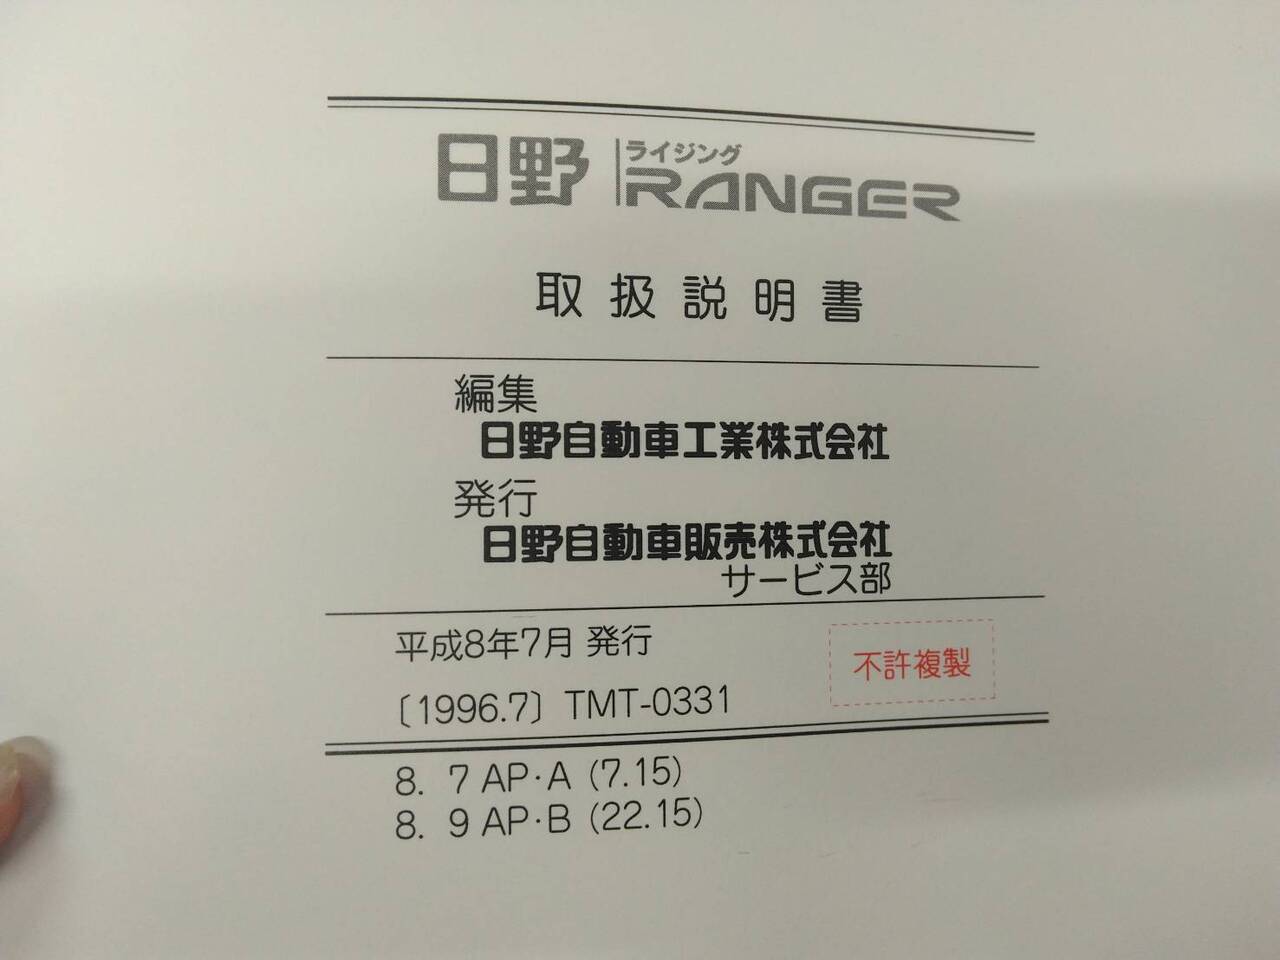 日野 ライジング RANGER
取扱説明書
編集
日野自動車工業株式会社
発行
日野自動車販売株式会社
サービス部
平成8年7月 発行
〔1996.7〕 TMT-0331
不許複製
8. 7 AP·A (7.15)
8. 9 AP·B (22.15)